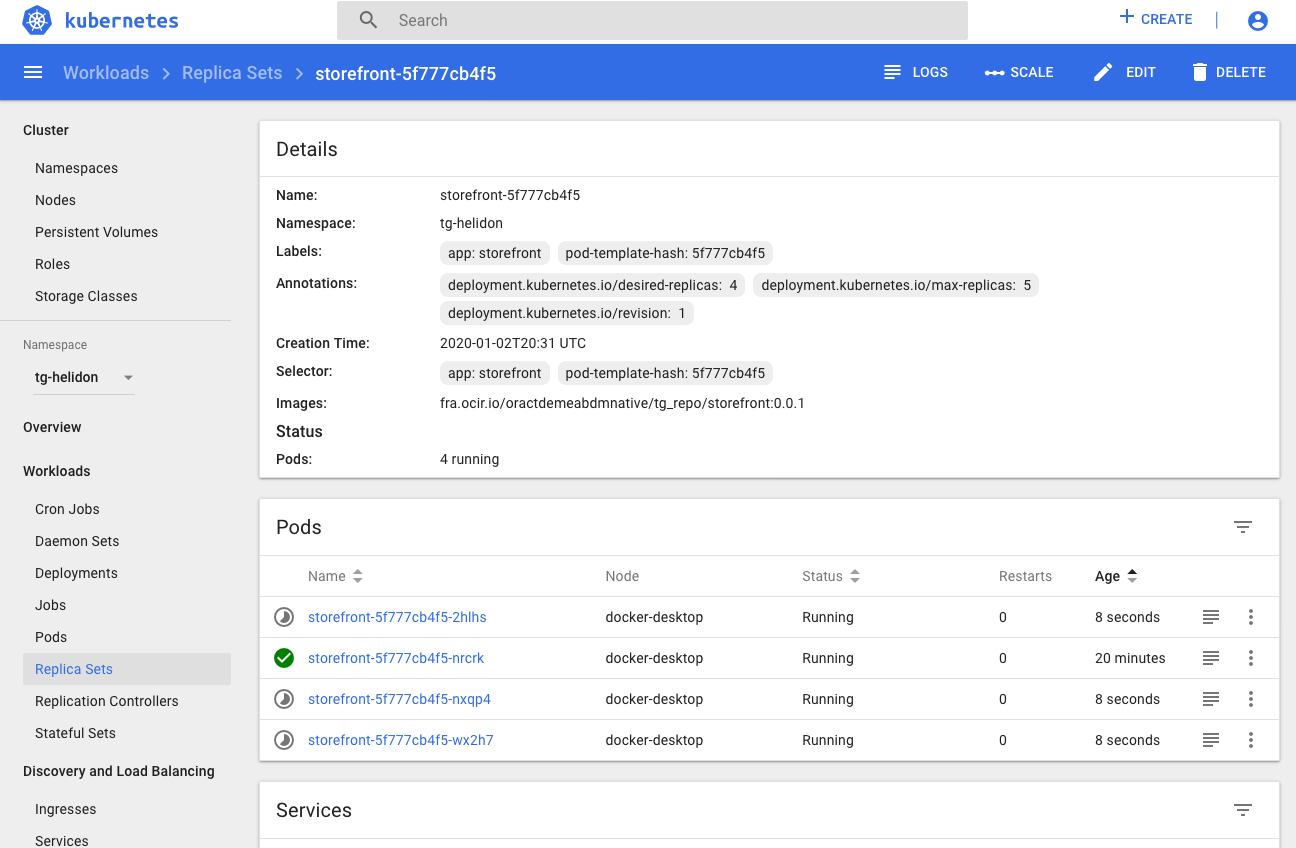 kubernetes
Search
CREATE |
Workloads > Replica Sets > storefront-5f777cb4f5
LOGS SCALE EDIT DELETE
Cluster
Namespaces
Nodes
Persistent Volumes
Roles
Storage Classes
Namespace
tg-helidon
Overview
Workloads
Cron Jobs
Daemon Sets
Deployments
Jobs
Pods
Replica Sets
Replication Controllers
Stateful Sets
Discovery and Load Balancing
Ingresses
Services
Details
Name: storefront-5f777cb4f5
Namespace: tg-helidon
Labels: app: storefront pod-template-hash: 5f777cb4f5
Annotations: deployment.kubernetes.io/desired-replicas: 4 deployment.kubernetes.io/max-replicas: 5
deployment.kubernetes.io/revision: 1
Creation Time: 2020-01-02T20:31 UTC
Selector: app: storefront pod-template-hash: 5f777cb4f5
Images: fra.ocir.io/oractdemeabdmnative/tg_repo/storefront:0.0.1
Status
Pods: 4 running
Pods
Name Node Status Restarts Age
storefront-5f777cb4f5-2hlhs docker-desktop Running 0 8 seconds
storefront-5f777cb4f5-nrcrk docker-desktop Running 0 20 minutes
storefront-5f777cb4f5-nxqp4 docker-desktop Running 0 8 seconds
storefront-5f777cb4f5-wx2h7 docker-desktop Running 0 8 seconds
Services